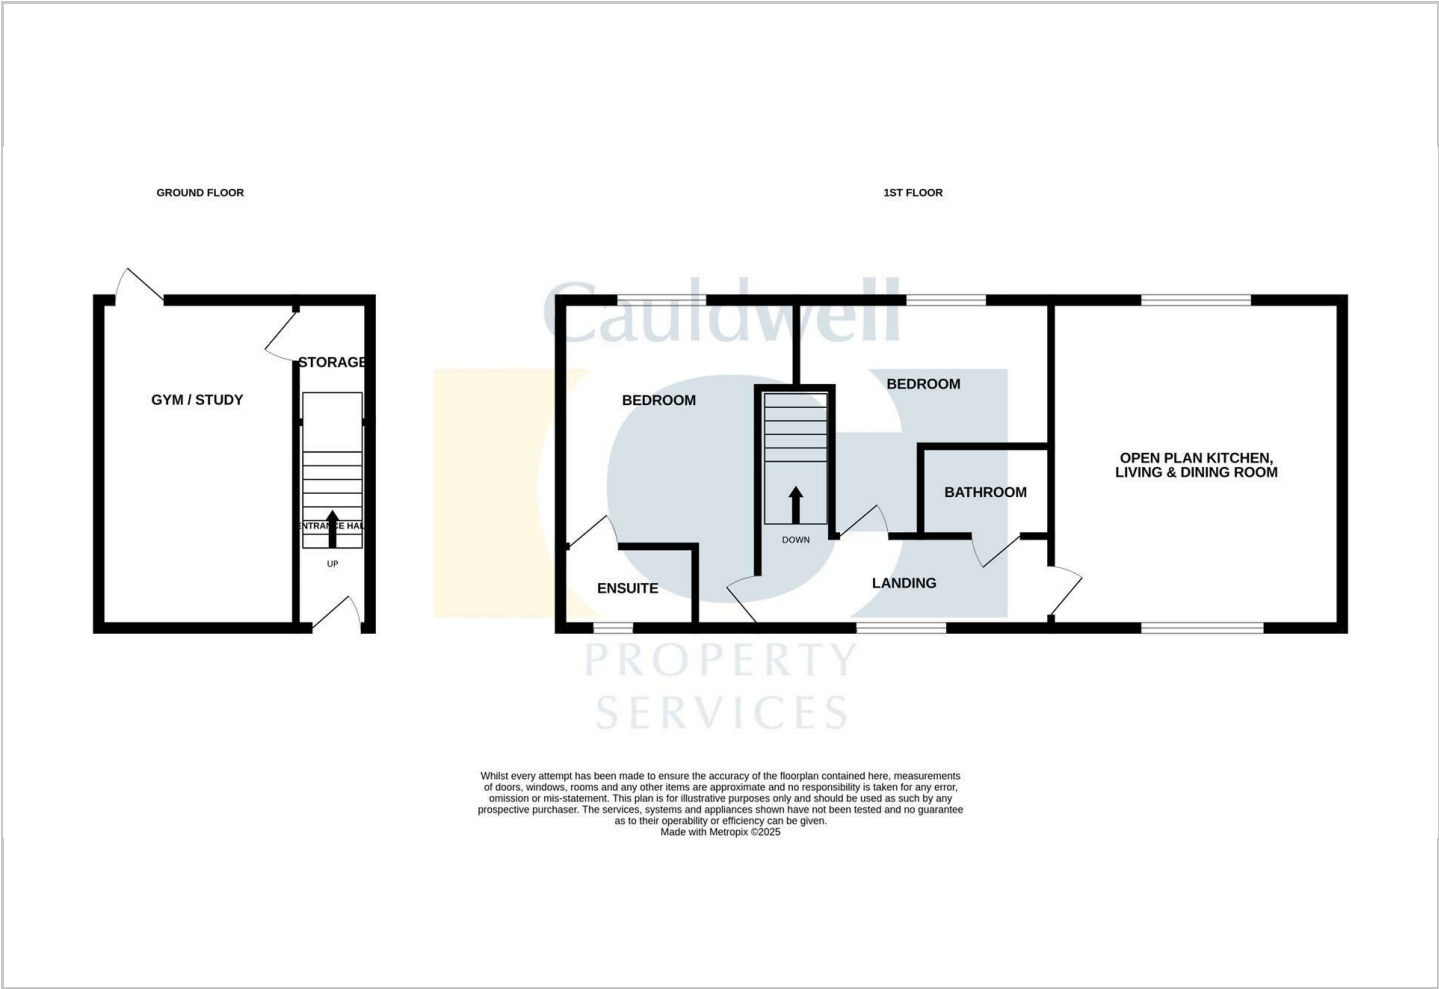 GROUND FLOOR
1ST FLOOR
Cauldwell
STORAGE
GYM / STUDY
BEDROOM
BEDROOM
OPEN PLAN KITCHEN,
LIVING & DINING ROOM
BATHROOM
ENTRANCE HALL
DOWN
UP
ENSUITE
LANDING
PROPERTY
SERVICES
Whilst every attempt has been made to ensure the accuracy of the floorplan contained here, measurements
of doors, windows, rooms and any other items are approximate and no responsibility is taken for any error,
omission or mis-statement. This plan is for illustrative purposes only and should be used as such by any
prospective purchaser. The services, systems and appliances shown have not been tested and no guarantee
as to their operability or efficiency can be given.
Made with Metropix ©2025